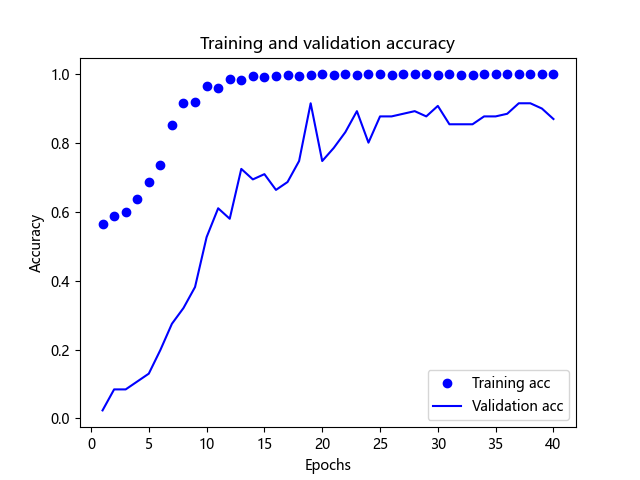 Training and validation accuracy
Accuracy
1.0
0.8
0.6
0.4
0.2
0.0
Training acc
Validation acc
0 5 10 15 20 25 30 35 40
Epochs